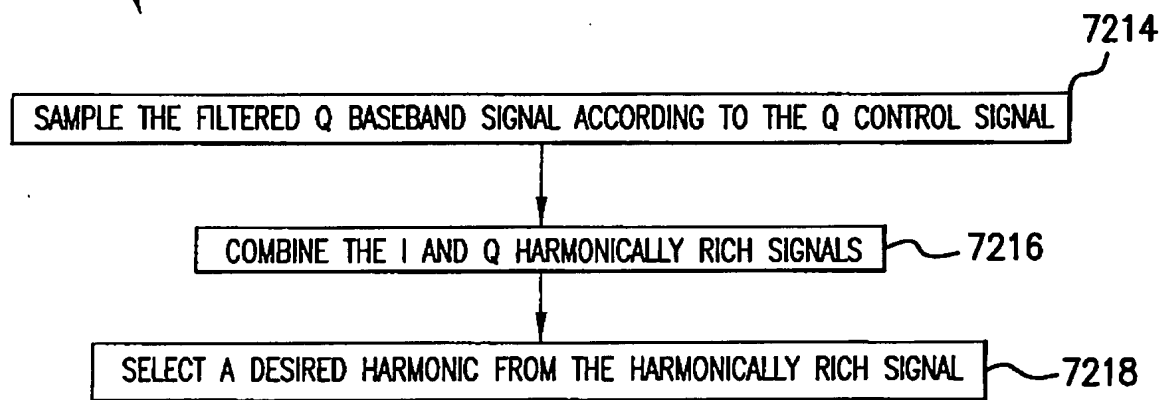 7214
SAMPLE THE FILTERED Q BASEBAND SIGNAL ACCORDING TO THE Q CONTROL SIGNAL
COMBINE THE I AND Q HARMONICALLY RICH SIGNALS
7216
SELECT A DESIRED HARMONIC FROM THE HARMONICALLY RICH SIGNAL
7218